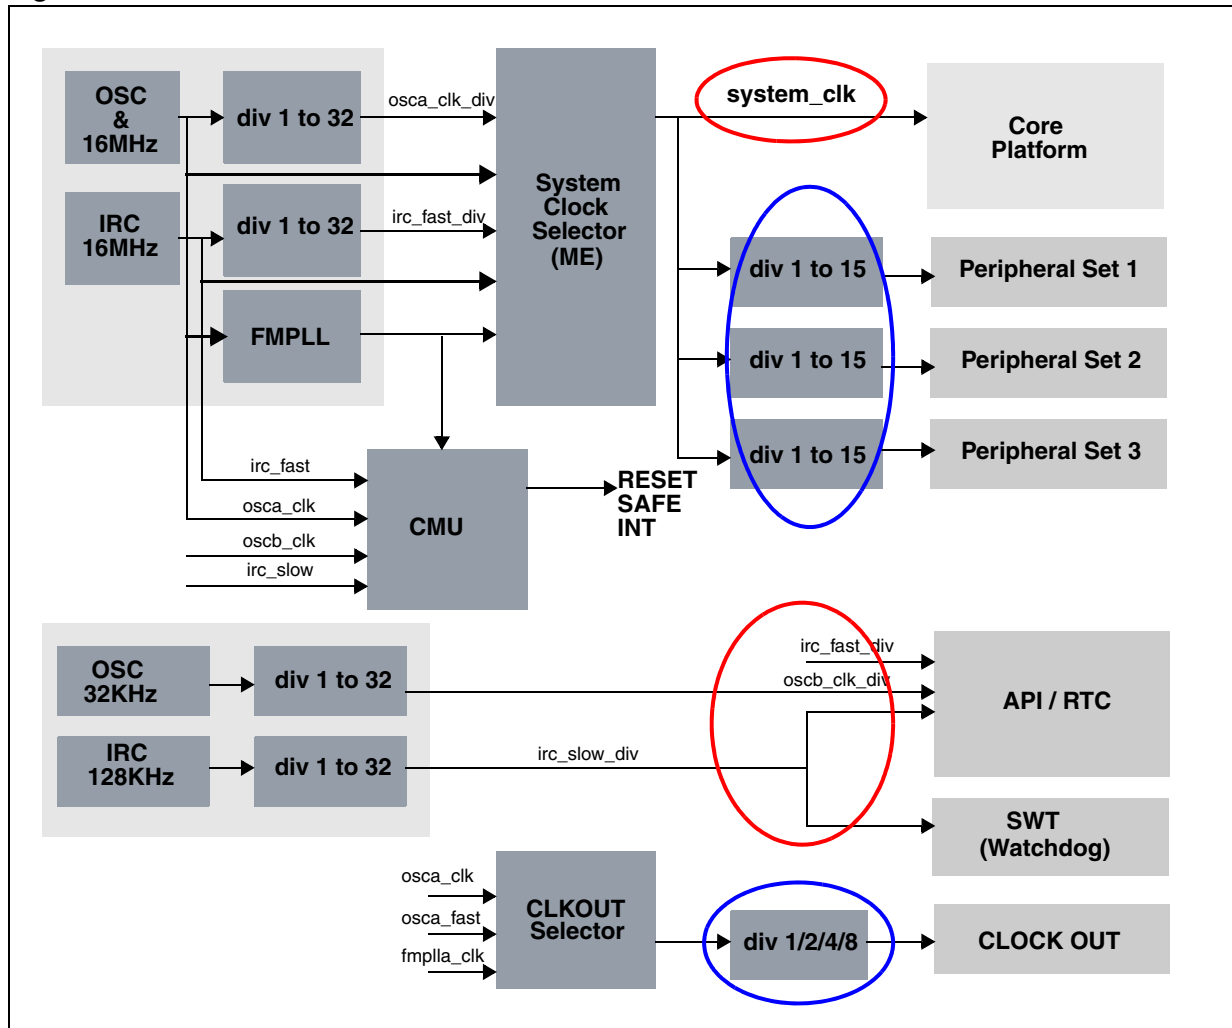 OSC
&
16MHz
div 1 to 32
osca_clk_div
IRC
16MHz
div 1 to 32
irc_fast_div
FMPLL
System
Clock
Selector
(ME)
system_clk
Core
Platform
div 1 to 15
Peripheral Set 1
div 1 to 15
Peripheral Set 2
div 1 to 15
Peripheral Set 3
irc_fast
osca_clk
oscb_clk
irc_slow
CMU
RESET
SAFE
INT
OSC
32KHz
div 1 to 32
IRC
128KHz
div 1 to 32
irc_fast_div
oscb_clk_div
irc_slow_div
API / RTC
SWT
(Watchdog)
osca_clk
osca_fast
fmplla_clk
CLKOUT
Selector
div 1/2/4/8
CLOCK OUT